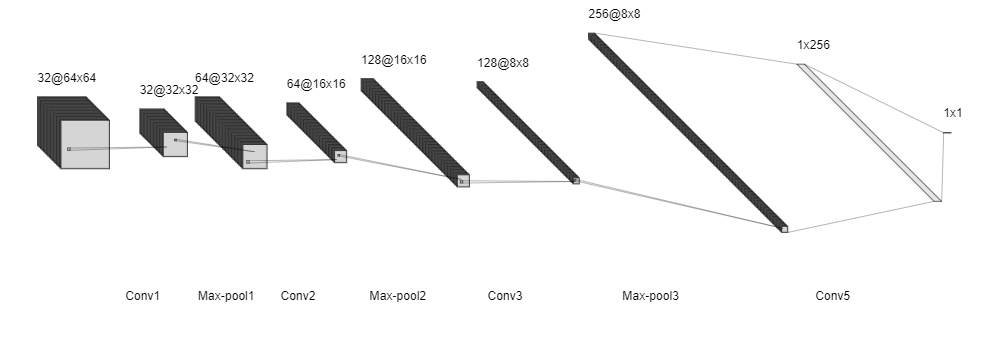 256@8x8
1x256
128@16x16
128@8x8
32@64x64
64@32x32
64@16x16
32@32x32
1x1
Conv1
Max-pool1
Conv2
Max-pool2
Conv3
Max-pool3
Conv5